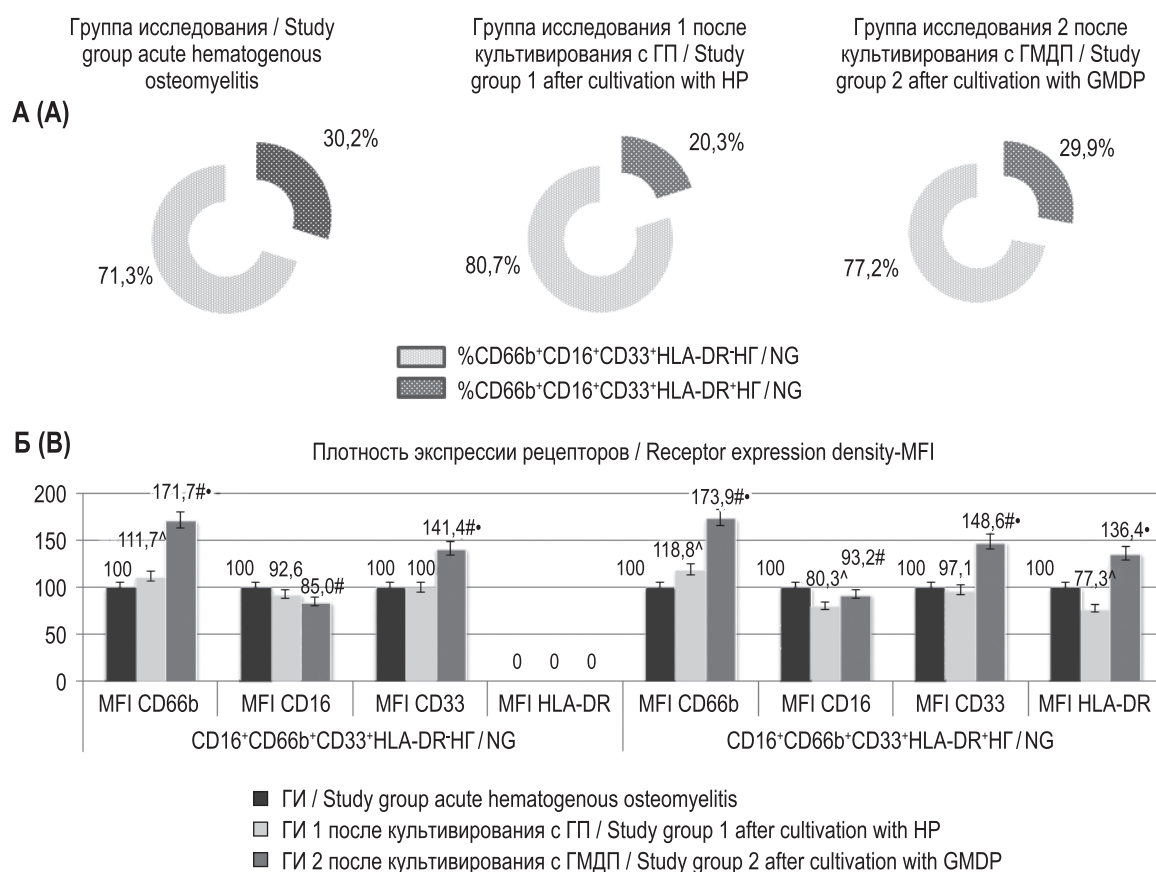 Группа исследования / Study
group acute hematogenous
osteomyelitis
Группа исследования 1 после
культивирования с ГП / Study
group 1 after cultivation with HP
Группа исследования 2 после
культивирования с ГМДП / Study
group 2 after cultivation with GMDP
А (A)
30,2%
71,3%
20,3%
80,7%
29,9%
77,2%
%CD66b⁺CD16⁺CD33⁺HLA-DR⁻НГ / NG
%CD66b⁺CD16⁺CD33⁺HLA-DR⁺НГ / NG
Б (B)
Плотность экспрессии рецепторов / Receptor expression density-MFI
200
150
100
50
0
100 111,7^ 171,7#•
100 92,6 85,0#
100 100 141,4#•
0 0 0
100 118,8^ 173,9#•
100 80,3^ 93,2#
100 97,1 148,6#•
100 77,3^ 136,4•
MFI CD66b MFI CD16 MFI CD33 MFI HLA-DR MFI CD66b MFI CD16 MFI CD33 MFI HLA-DR
CD16⁺CD66b⁺CD33⁺HLA-DR⁻НГ / NG CD16⁺CD66b⁺CD33⁺HLA-DR⁺НГ / NG
ГИ / Study group acute hematogenous osteomyelitis
ГИ 1 после культивирования с ГП / Study group 1 after cultivation with HP
ГИ 2 после культивирования с ГМДП / Study group 2 after cultivation with GMDP